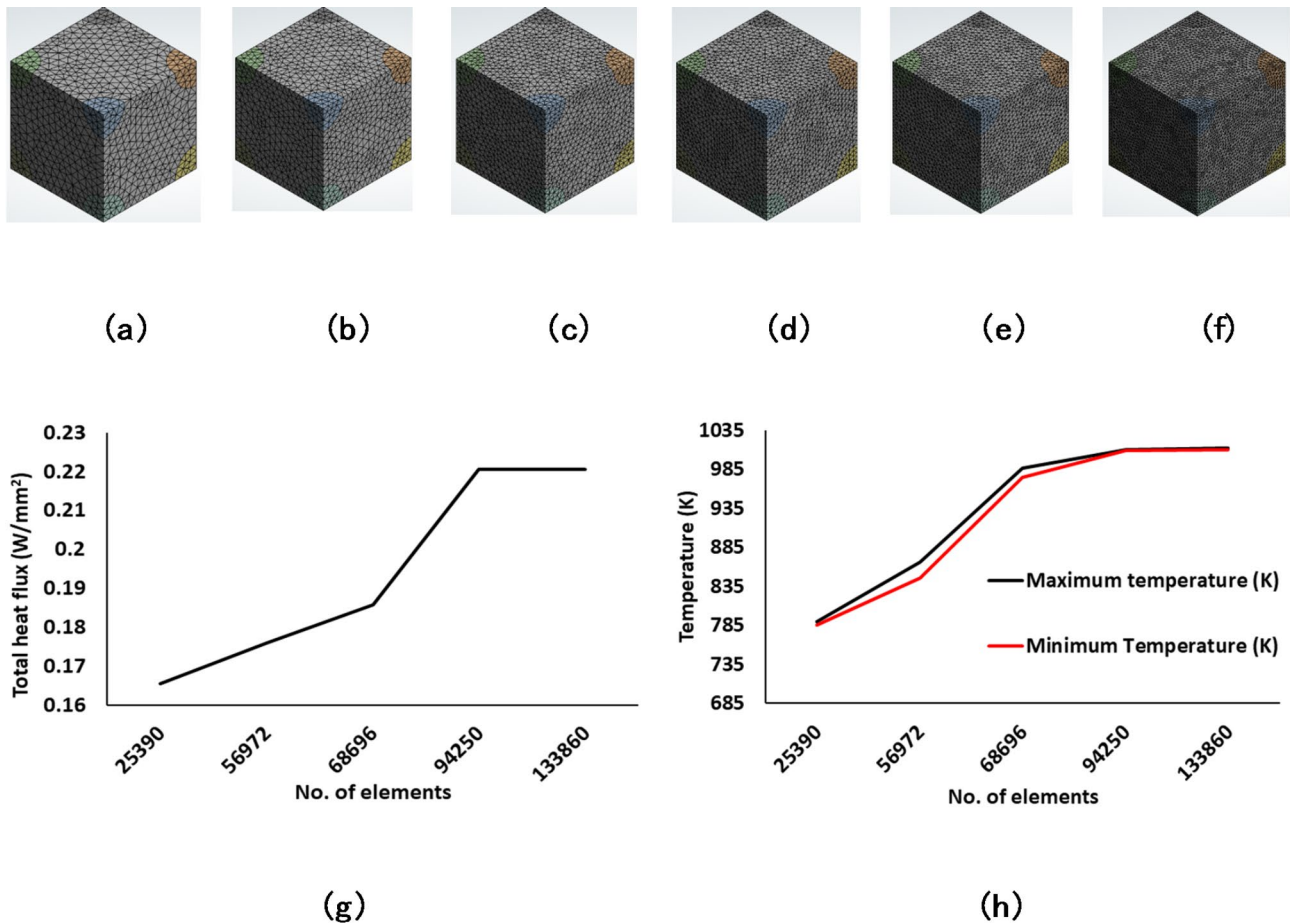 (a)
(b)
(c)
(d)
(e)
(f)
0.23
0.22
0.21
0.2
0.19
0.18
0.17
0.16
Total heat flux (W/mm²)
25390
56972
68696
94250
133860
No. of elements
(g)
1035
985
935
885
835
785
735
685
Temperature (K)
Maximum temperature (K)
Minimum Temperature (K)
25390
56972
68696
94250
133860
No. of elements
(h)